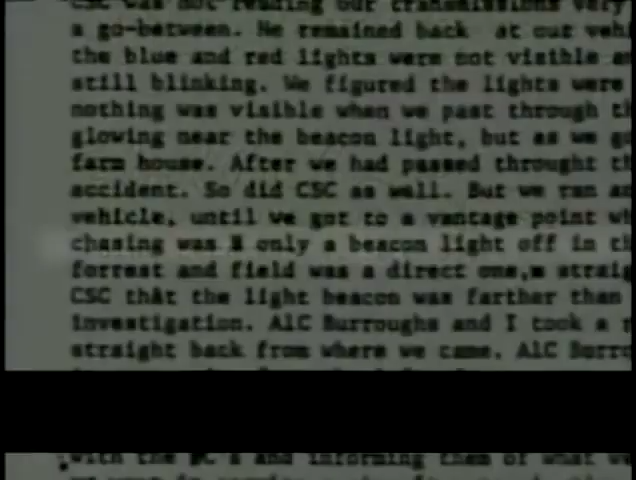 CSC was not reading our transmissions very
a go-between. He remained back at out vehi
the blue and red lights were not visible a
still blinking. We figured the lights were
nothing was visible when we past through th
glowing near the beacon light, but as we g
farm house. After we had passed throught th
accident. So did CSC as well. But we ran a
vehicle, until we got to a vantage point wh
chasing was only a beacon light off in th
forrest and field was a direct one, straig
CSC that the light beacon was farther than
investigation. A1C Burroughs and I took a r
straight back from where we came. A1C Burro
with the and informing them of what we